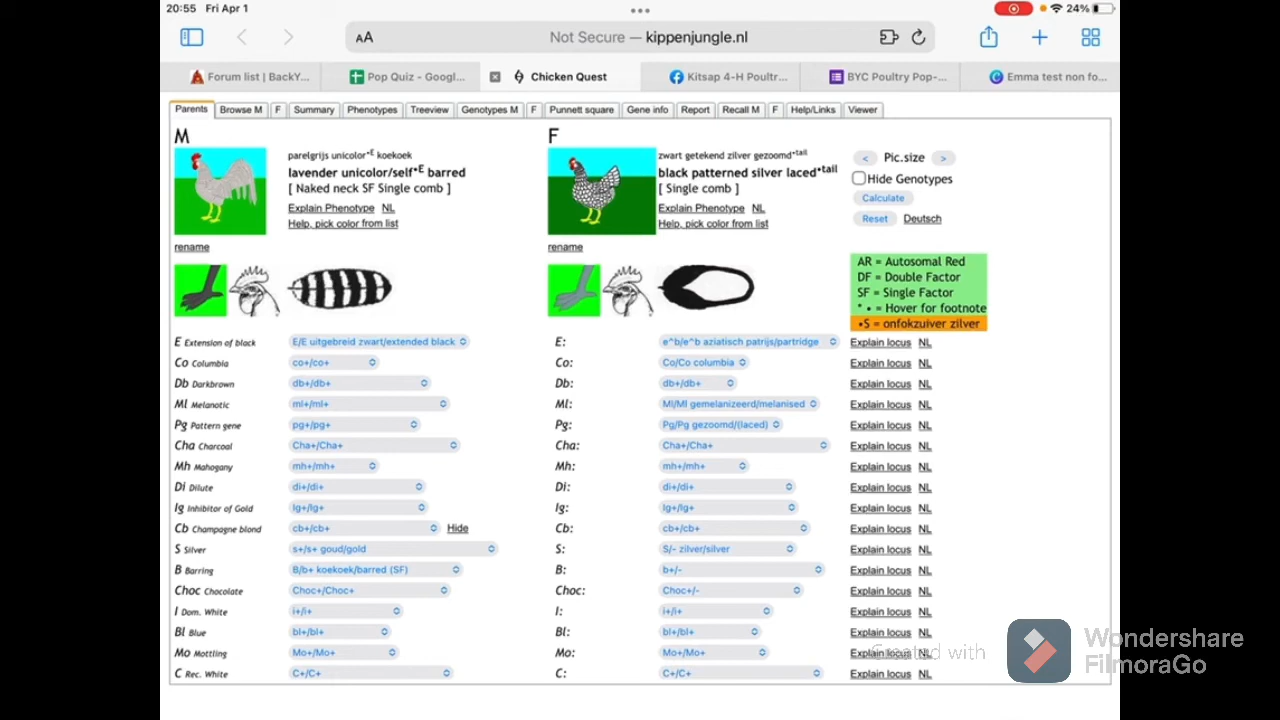 20:55 Fri Apr 1
24%
AA Not Secure — kippenjungle.nl
Forum list | BackY... Pop Quiz - Googl... Chicken Quest Kitsap 4-H Poultr... BYC Poultry Pop-... Emma test non fo...
Parents Browse M F Summary Phenotypes Treeview Genotypes M F Punnett square Gene info Report Recall M F Help/Links Viewer
M
parelgrijs unicolor•E koekoek
lavender unicolor/self•E barred
[ Naked neck SF Single comb ]
Explain Phenotype NL
Help, pick color from list
rename
F
zwart getekend zilver gezoomd•tail
black patterned silver laced•tail
[ Single comb ]
Explain Phenotype NL
Help, pick color from list
rename
< Pic.size >
Hide Genotypes
Calculate
Reset Deutsch
AR = Autosomal Red
DF = Double Factor
SF = Single Factor
* • = Hover for footnote
•S = onfokzuiver zilver
E Extension of black E/E uitgebreid zwart/extended black E: e^b/e^b aziatisch patrijs/partridge Explain locus NL
Co Columbia co+/co+ Co: Co/Co columbia Explain locus NL
Db Darkbrown db+/db+ Db: db+/db+ Explain locus NL
Ml Melanotic ml+/ml+ Ml: Ml/Ml gemelanizeerd/melanised Explain locus NL
Pg Pattern gene pg+/pg+ Pg: Pg/Pg gezoomd/(laced) Explain locus NL
Cha Charcoal Cha+/Cha+ Cha: Cha+/Cha+ Explain locus NL
Mh Mahogany mh+/mh+ Mh: mh+/mh+ Explain locus NL
Di Dilute di+/di+ Di: di+/di+ Explain locus NL
Ig Inhibitor of Gold Ig+/Ig+ Ig: Ig+/Ig+ Explain locus NL
Cb Champagne blond cb+/cb+ Hide Cb: cb+/cb+ Explain locus NL
S Silver s+/s+ goud/gold S: S/- zilver/silver Explain locus NL
B Barring B/b+ koekoek/barred (SF) B: b+/- Explain locus NL
Choc Chocolate Choc+/Choc+ Choc: Choc+/- Explain locus NL
I Dom. White i+/i+ I: i+/i+ Explain locus NL
Bl Blue bl+/bl+ Bl: bl+/bl+ Explain locus NL
Mo Mottling Mo+/Mo+ Mo: Mo+/Mo+ Explain locus NL
C Rec. White C+/C+ C: C+/C+ Explain locus NL
Created with
Wondershare
FilmoraGo